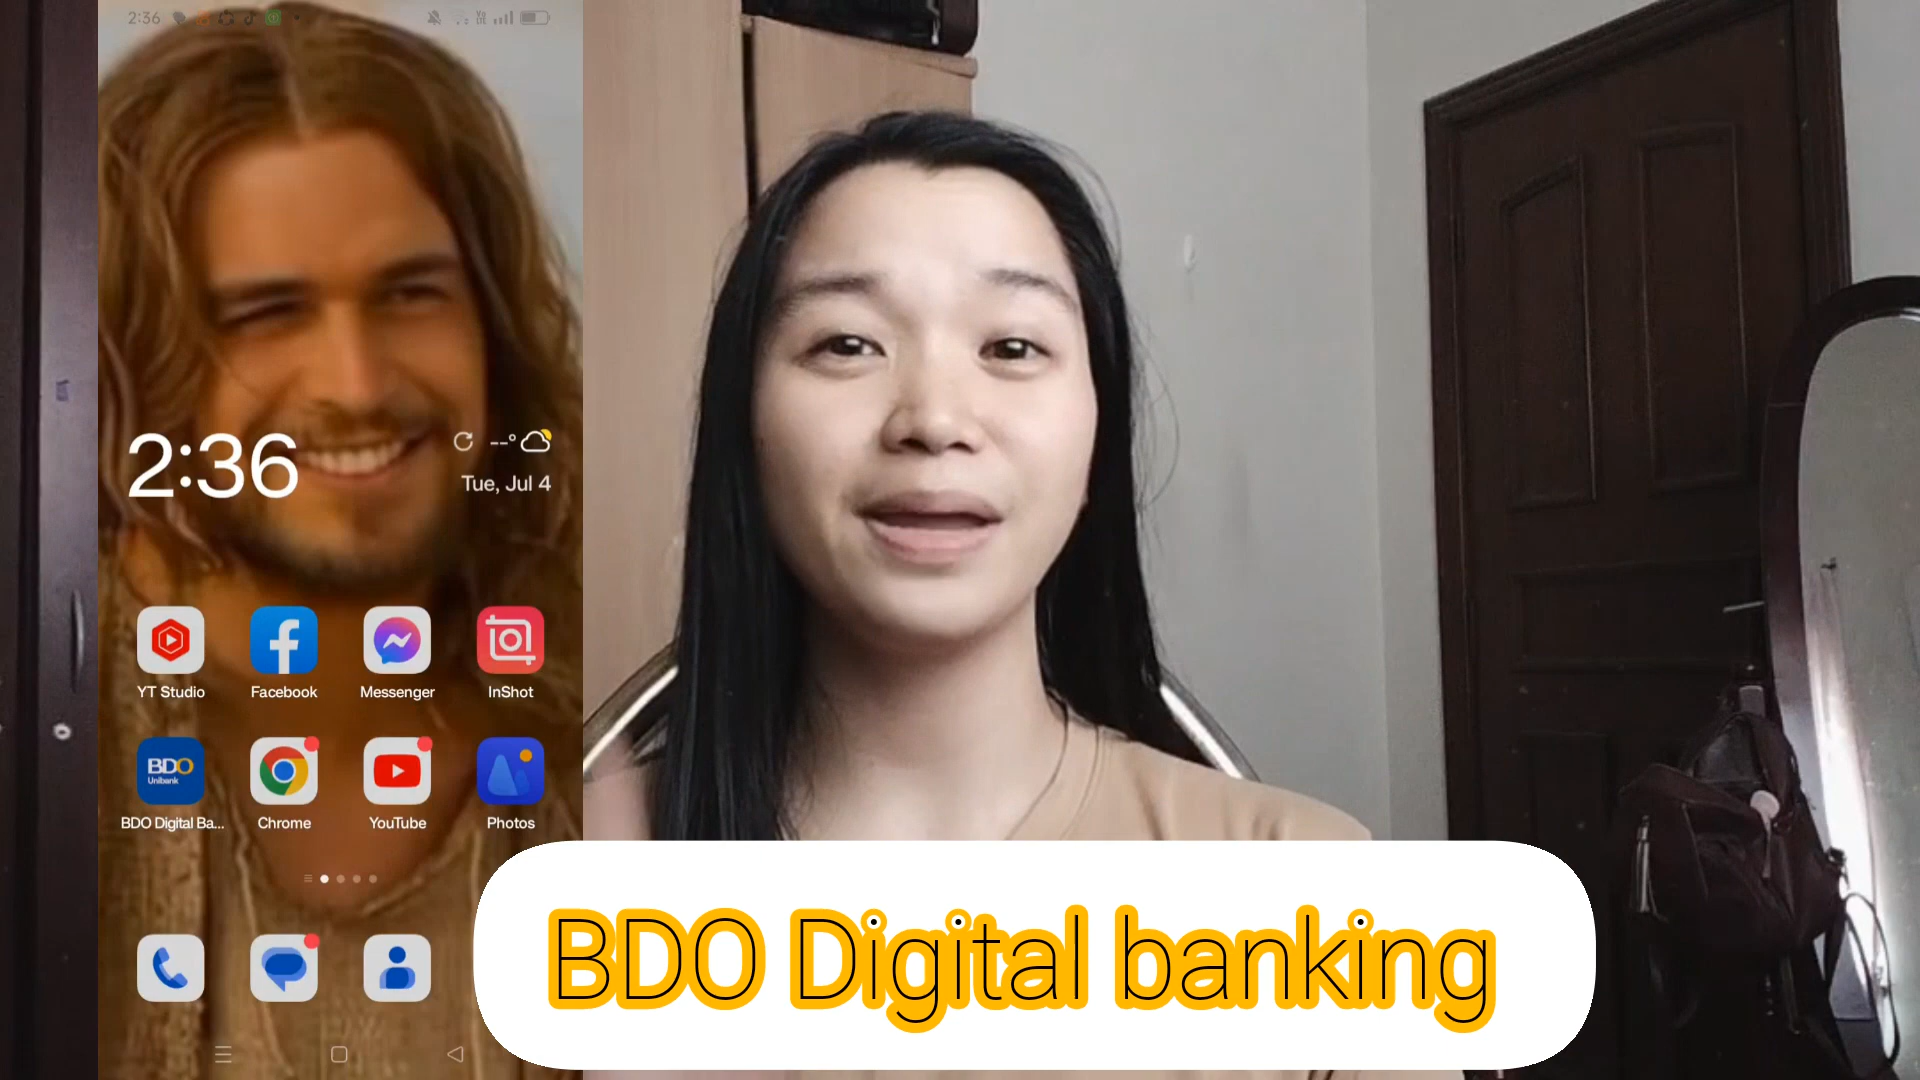 2:36
2:36
--°
Tue, Jul 4
YT Studio
Facebook
Messenger
InShot
BDO
Unibank
BDO Digital Ba...
Chrome
YouTube
Photos
BDO Digital banking